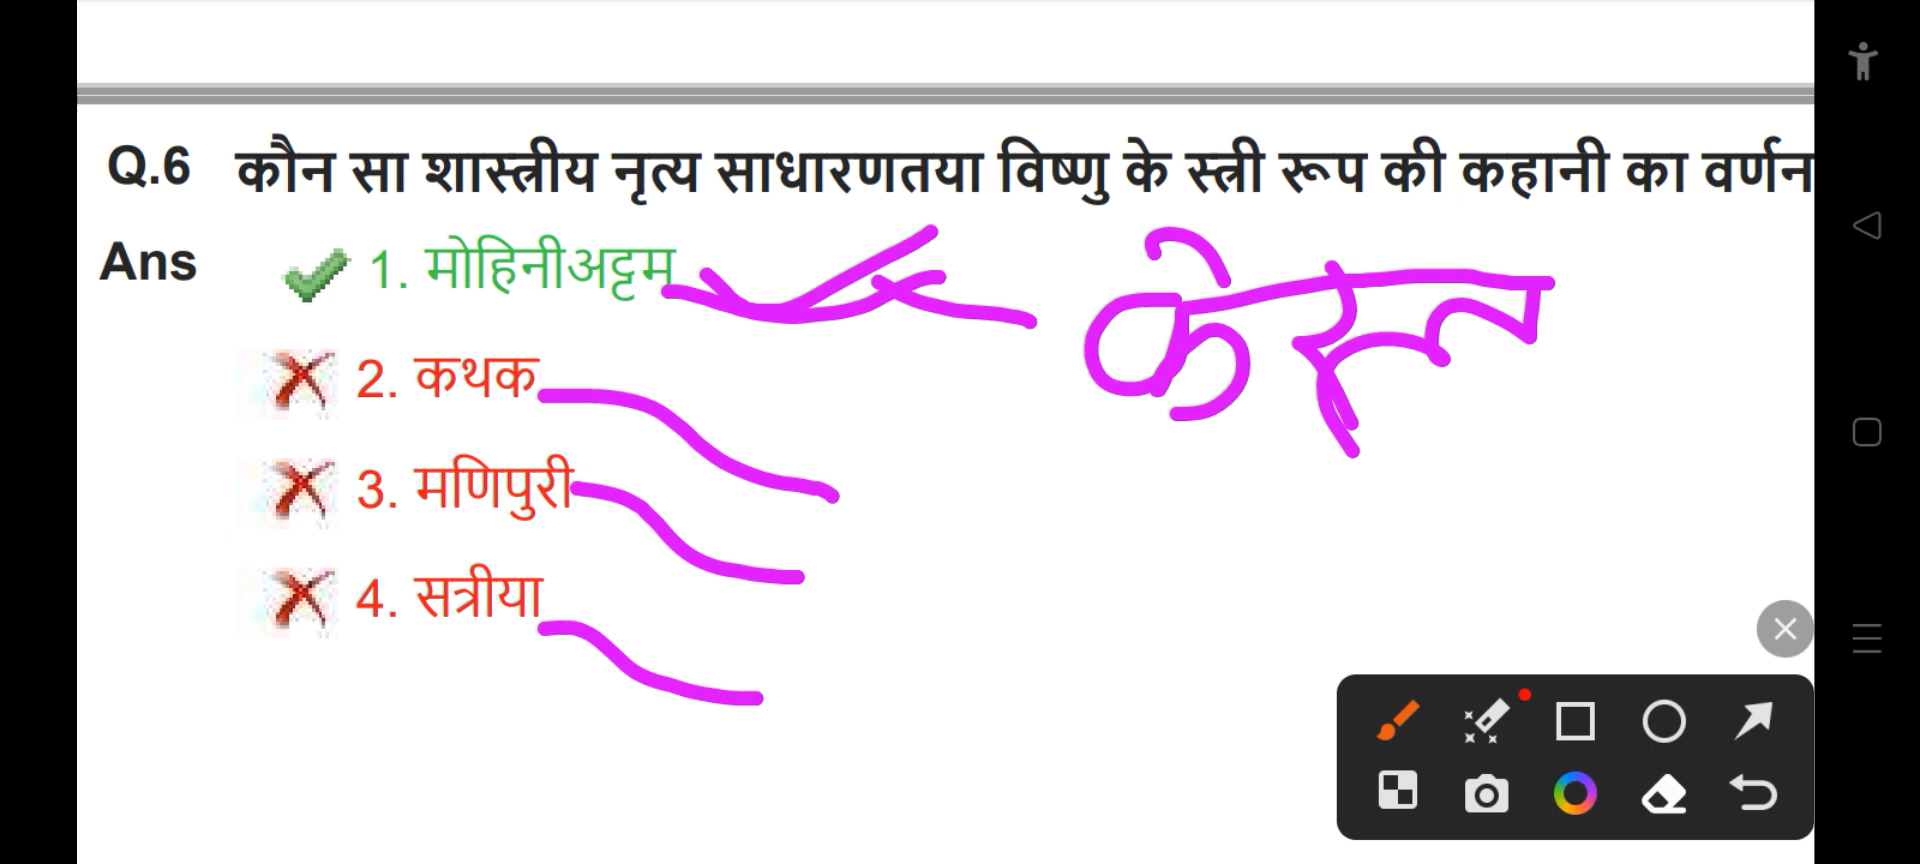 Q.6 कौन सा शास्त्रीय नृत्य साधारणतया विष्णु के स्त्री रूप की कहानी का वर्णन
Ans 1. मोहिनीअट्टम
केरल
2. कथक
3. मणिपुरी
4. सत्रीया